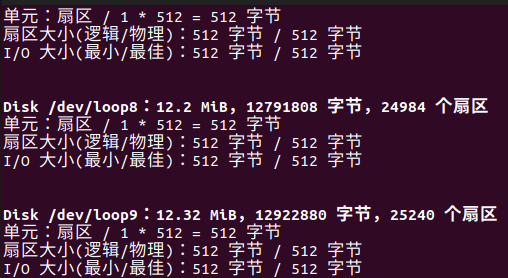 单元：扇区 / 1 * 512 = 512 字节
扇区大小(逻辑/物理)：512 字节 / 512 字节
I/O 大小(最小/最佳)：512 字节 / 512 字节
Disk /dev/loop8：12.2 MiB，12791808 字节，24984 个扇区
单元：扇区 / 1 * 512 = 512 字节
扇区大小(逻辑/物理)：512 字节 / 512 字节
I/O 大小(最小/最佳)：512 字节 / 512 字节
Disk /dev/loop9：12.32 MiB，12922880 字节，25240 个扇区
单元：扇区 / 1 * 512 = 512 字节
扇区大小(逻辑/物理)：512 字节 / 512 字节
I/O 大小(最小/最佳)：512 字节 / 512 字节